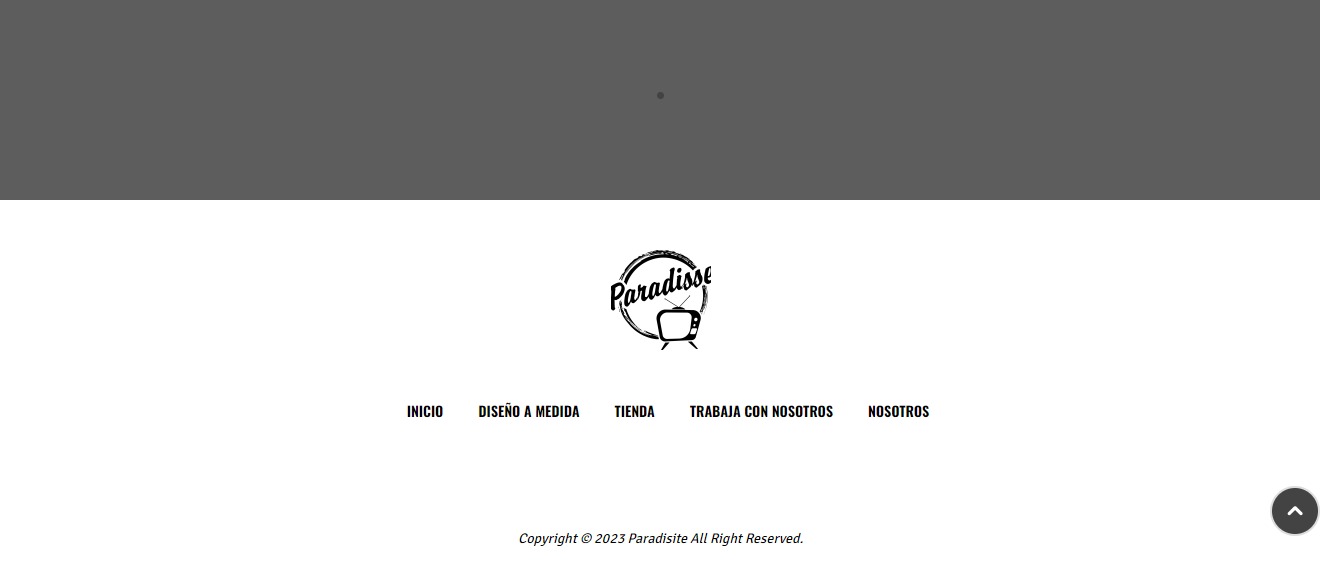 Paradisse
INICIO DISEÑO A MEDIDA TIENDA TRABAJA CON NOSOTROS NOSOTROS
Copyright © 2023 Paradisite All Right Reserved.